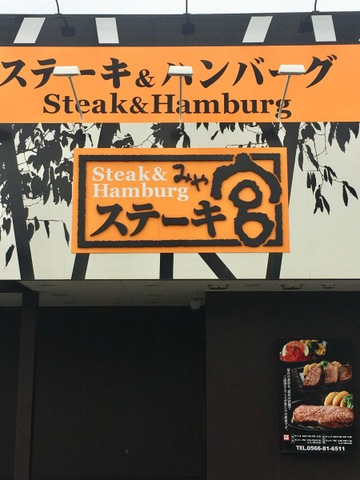 ステーキ&ハンバーグ
Steak&Hamburg
Steak&
Hamburg
みや
宮
ステーキ
TEL.0566-81-6511